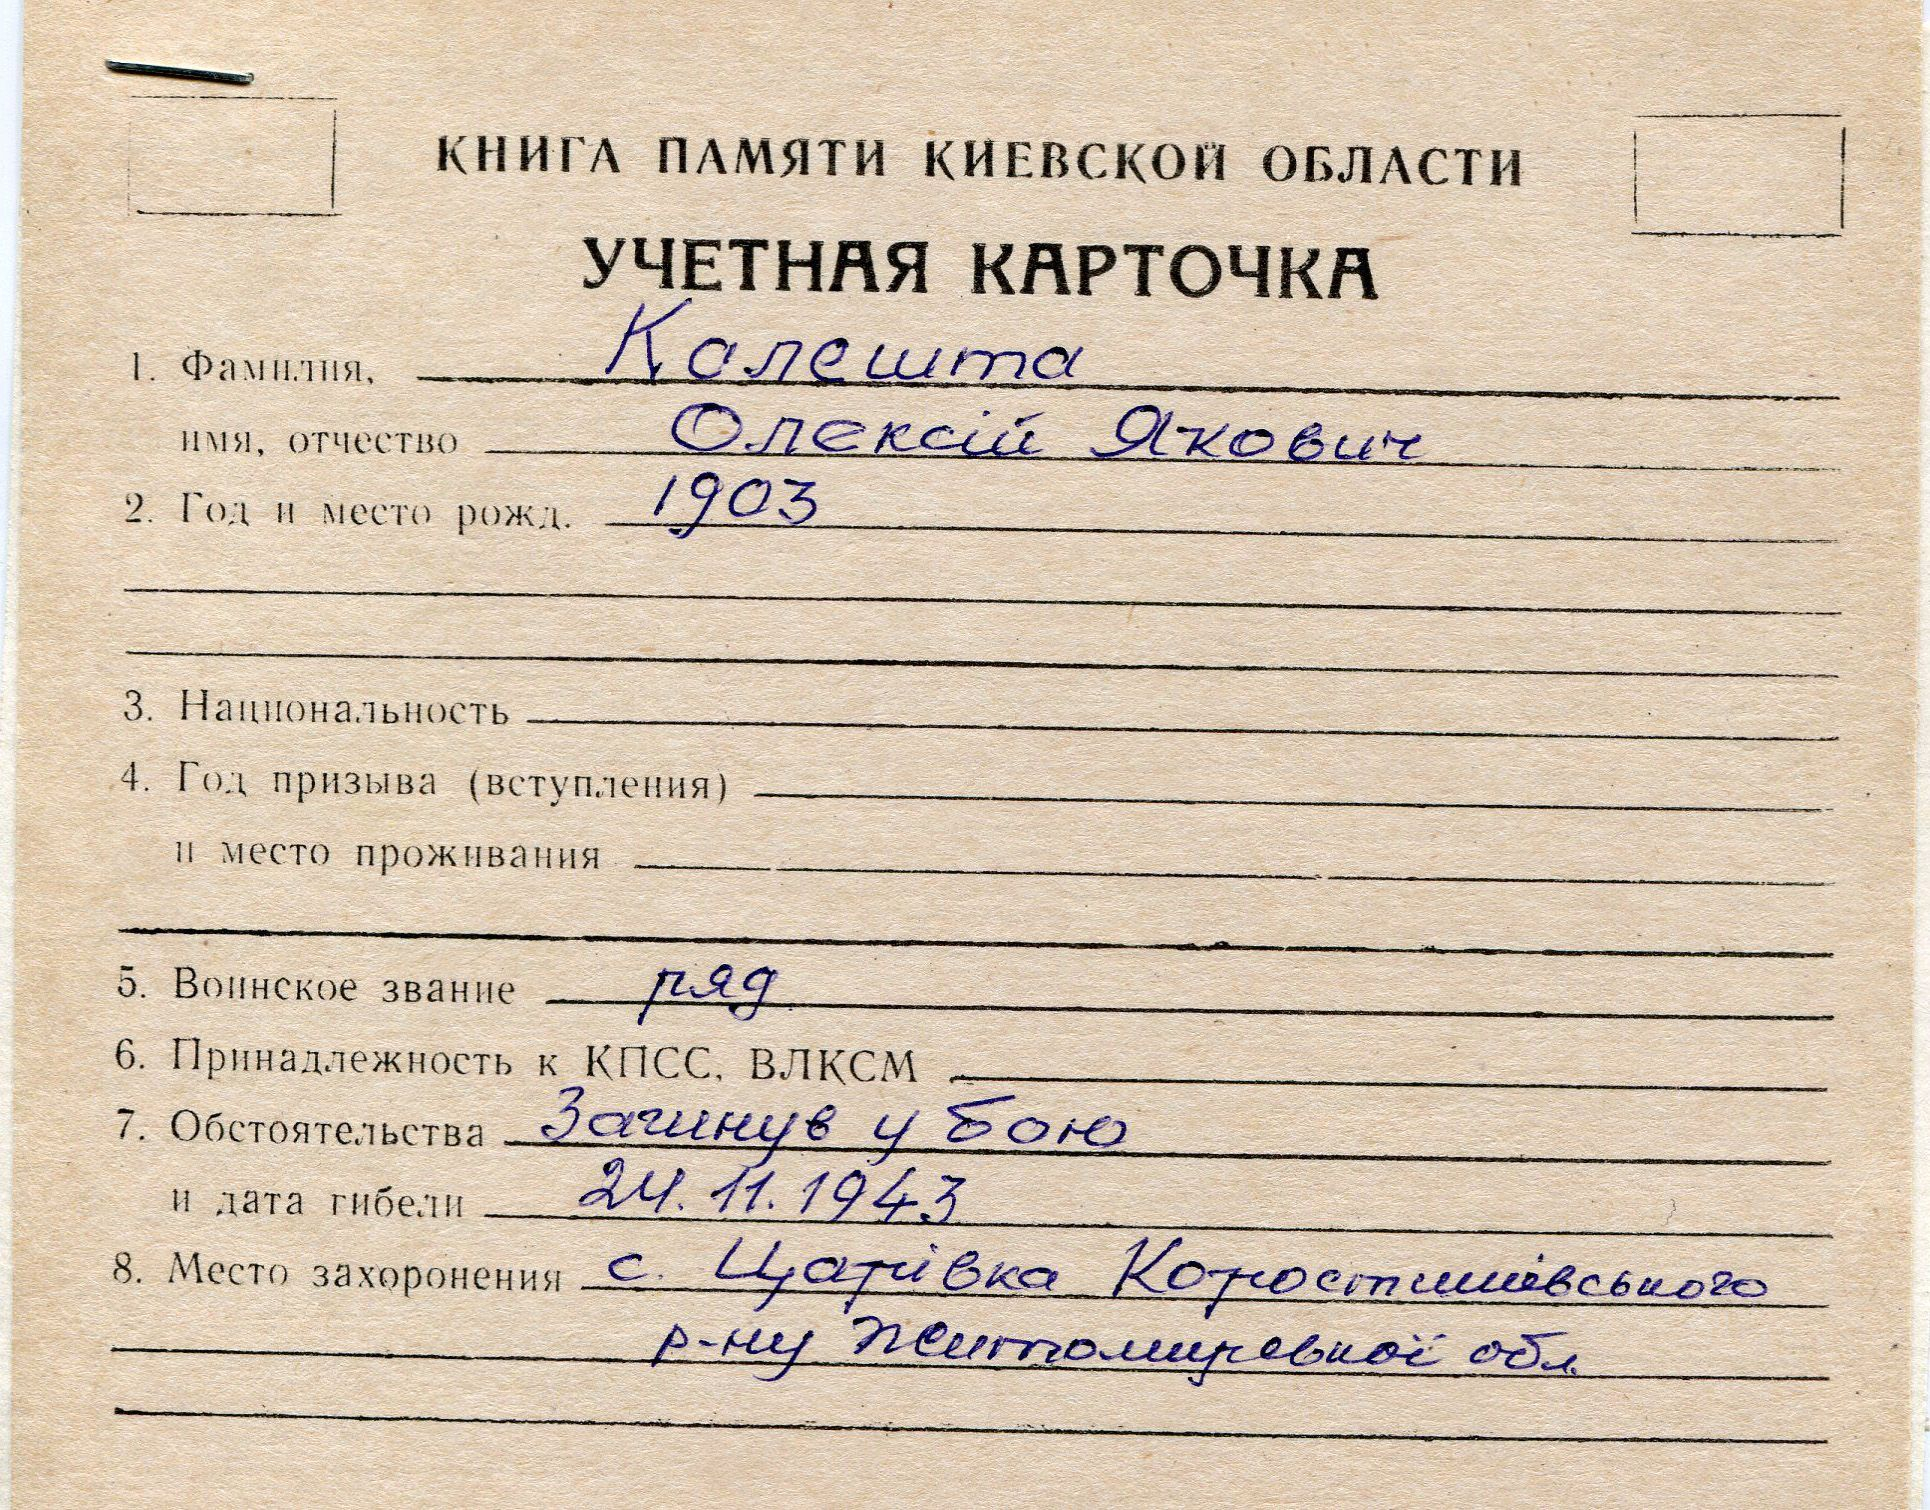 КНИГА ПАМЯТИ КИЕВСКОЙ ОБЛАСТИ
УЧЕТНАЯ КАРТОЧКА
1. Фамилия, Калешта
имя, отчество Олексій Якович
2. Год и место рожд. 1903
3. Национальность
4. Год призыва (вступления)
и место проживания
5. Воинское звание ряд
6. Принадлежность к КПСС, ВЛКСМ
7. Обстоятельства Загинув у бою
и дата гибели 24.11.1943
8. Место захоронения с. Царівка Коростишівського
р-ну Житомирської обл.